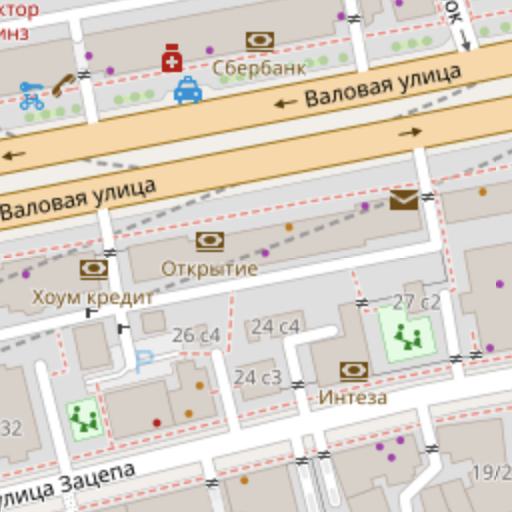 ктор
инз
ок
Сбербанк
Валовая улица
Валовая улица
Открытие
Хоум кредит
27 с2
26 с4
24 с4
P
24 с3
Интеза
32
улица Зацепа
19/2